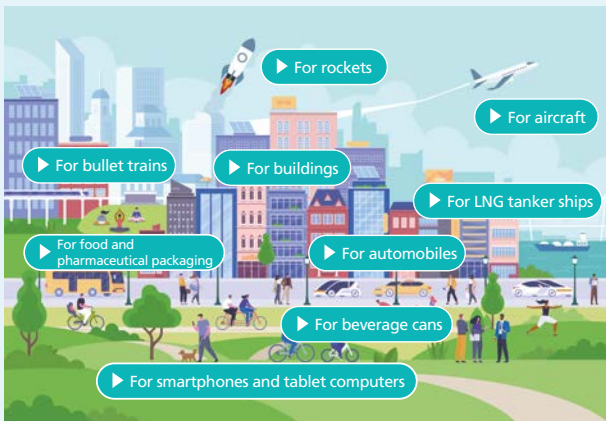 ▶ For rockets
▶ For aircraft
▶ For bullet trains
▶ For buildings
▶ For LNG tanker ships
▶ For food and
pharmaceutical packaging
▶ For automobiles
▶ For beverage cans
▶ For smartphones and tablet computers